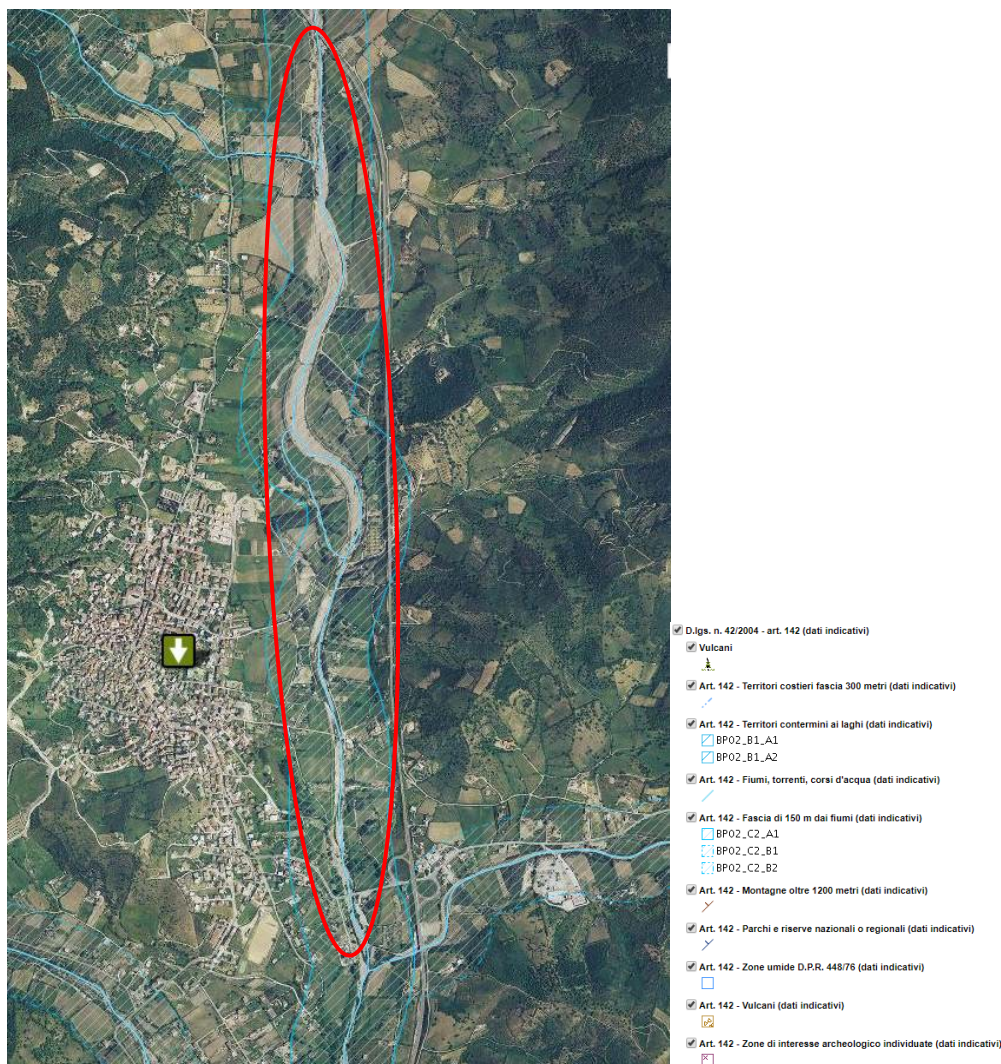 D.lgs. n. 42/2004 - art. 142 (dati indicativi)
Vulcani
Art. 142 - Territori costieri fascia 300 metri (dati indicativi)
Art. 142 - Territori contermini ai laghi (dati indicativi)
BP02_B1_A1
BP02_B1_A2
Art. 142 - Fiumi, torrenti, corsi d'acqua (dati indicativi)
Art. 142 - Fascia di 150 m dai fiumi (dati indicativi)
BP02_C2_A1
BP02_C2_B1
BP02_C2_B2
Art. 142 - Montagne oltre 1200 metri (dati indicativi)
Art. 142 - Parchi e riserve nazionali o regionali (dati indicativi)
Art. 142 - Zone umide D.P.R. 448/76 (dati indicativi)
Art. 142 - Vulcani (dati indicativi)
Art. 142 - Zone di interesse archeologico individuate (dati indicativi)